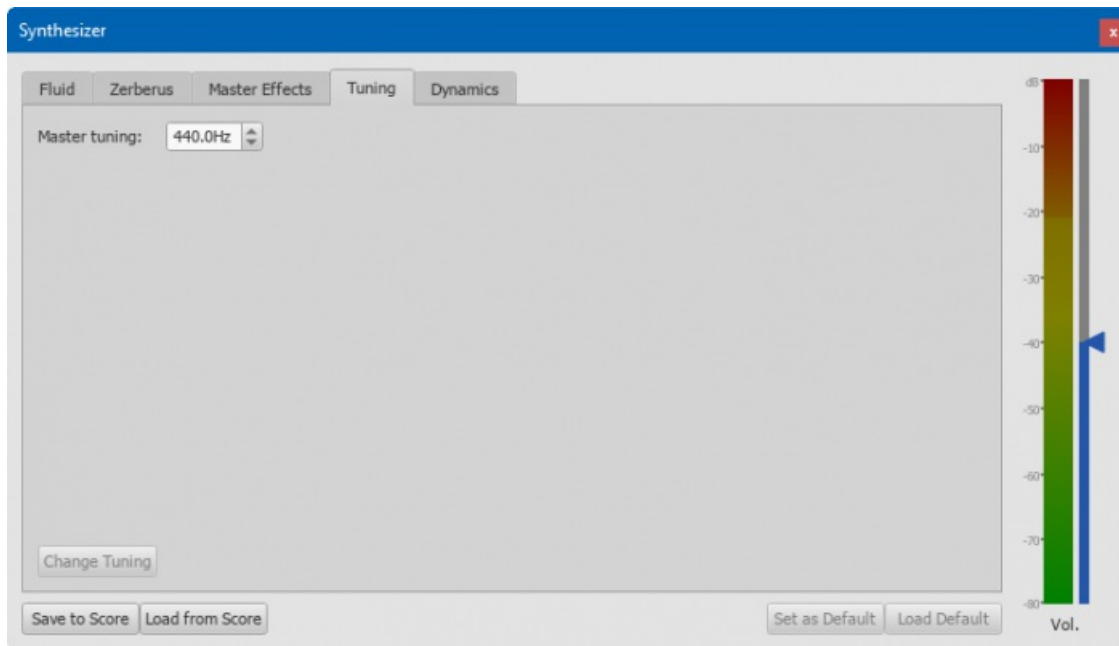 Synthesizer
x
Fluid Zerberus Master Effects Tuning Dynamics
Master tuning: 440.0Hz
Change Tuning
Save to Score Load from Score Set as Default Load Default
dB
-10
-20
-30
-40
-50
-60
-70
-80
Vol.